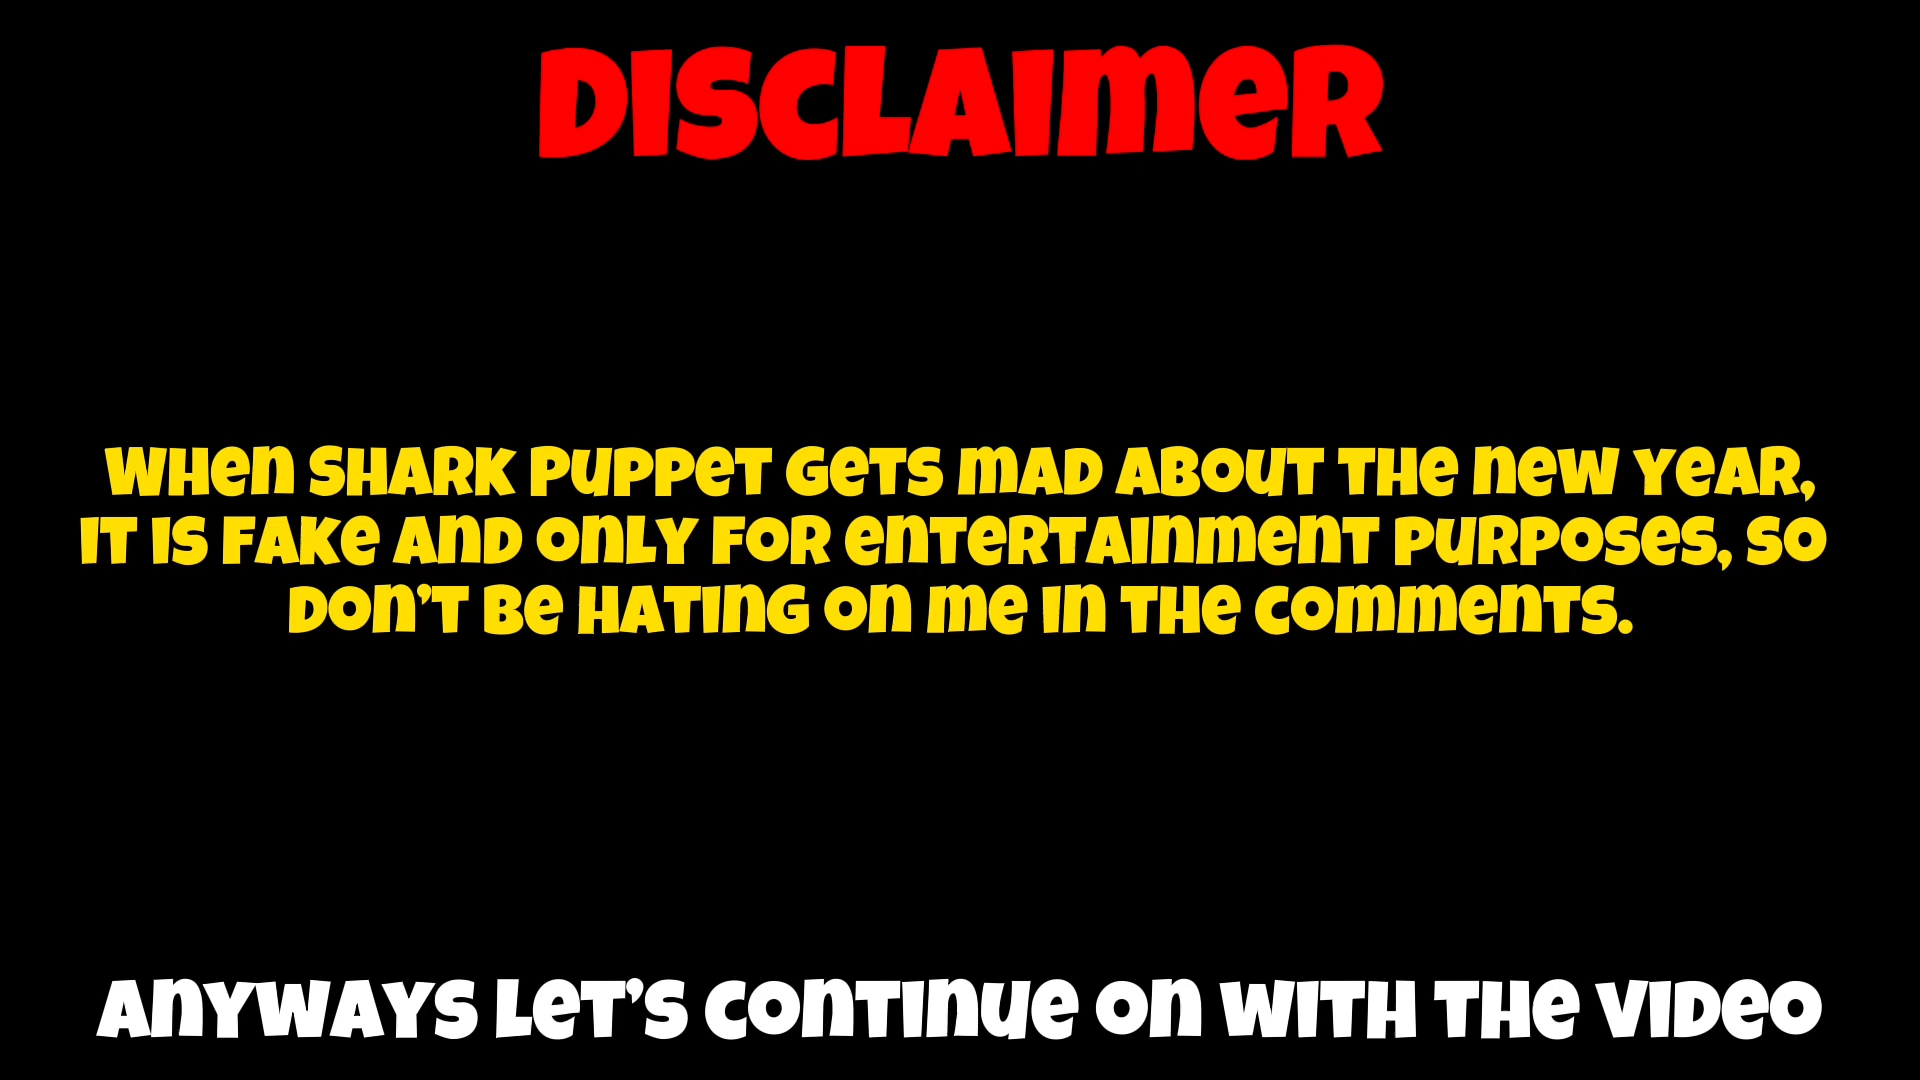 DISCLAIMER
WHEN SHARK PUPPET GETS MAD ABOUT THE NEW YEAR,
IT IS FAKE AND ONLY FOR ENTERTAINMENT PURPOSES, SO
DON'T BE HATING ON ME IN THE COMMENTS.
ANYWAYS LET'S CONTINUE ON WITH THE VIDEO